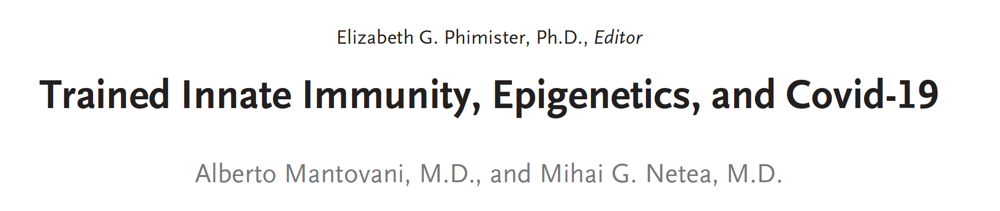 Elizabeth G. Phimister, Ph.D., Editor
Trained Innate Immunity, Epigenetics, and Covid-19
Alberto Mantovani, M.D., and Mihai G. Netea, M.D.